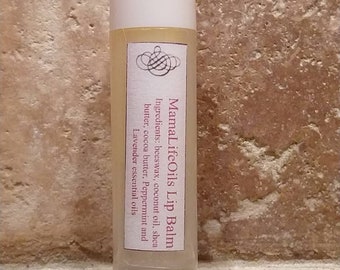 MamaLifeOils Lip Balm
Ingredients: beeswax, coconut oil, shea
butter, cocoa butter, Peppermint and
Lavender essential oils